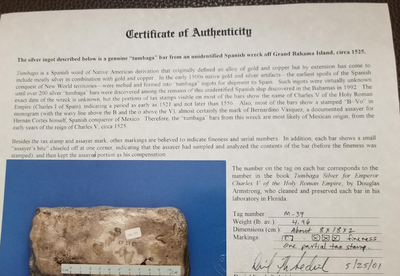 Certificate of Authenticity
The silver ingot described below is a genuine "tumbaga" bar from an unidentified Spanish wreck off Grand Bahama Island, circa 1525.
Tumbaga is a Spanish word of Native American derivation that originally defined an alloy of gold and copper but by extension has come to
include mostly silver in combination with gold and copper. In the early 1500s native gold and silver artifacts—the earliest spoils of the Spanish
conquest of New World territories—were melted and formed into "tumbaga" ingots for shipment to Spain. Such ingots were virtually unknown
until over 200 silver "tumbaga" bars were discovered among the remains of this unidentified Spanish ship discovered in the Bahamas in 1992. The
exact date of the wreck is unknown, but the portions of tax stamps visible on most of the bars show the name of Charles V of the Holy Roman
Empire (Charles I of Spain), indicating a period as early as 1521 and not later than 1556. Also, most of the bars show a stamped "B~Vo" in
monogram (with the wavy line above the B and the o above the V), almost certainly the mark of Bernardino Vásquez, a documented assayer for
Hernan Cortes himself, Spanish conqueror of Mexico. Therefore, the "tumbaga" bars from this wreck are most likely of Mexican origin, from the
early years of the reign of Charles V, circa 1525.
Besides the tax stamp and assayer mark, other markings are believed to indicate fineness and serial numbers. In addition, each bar shows a small
"assayer's bite" chiseled off at one corner, indicating that the assayer had sampled and analyzed the contents of the bar (before the fineness was
stamped) and then kept the assayed portion as his compensation.
The number on the tag on each bar corresponds to the
number in the book Tumbaga Silver for Emperor
Charles V of the Holy Roman Empire, by Douglas
Armstrong, who cleaned and preserved each bar in his
laboratory in Florida.
Tag number M-39
Weight (lb. av.) 4.96
Dimensions (cm) About 8 X 18 X 2
Markings fineness
one partial tax stamp.
5/25/01